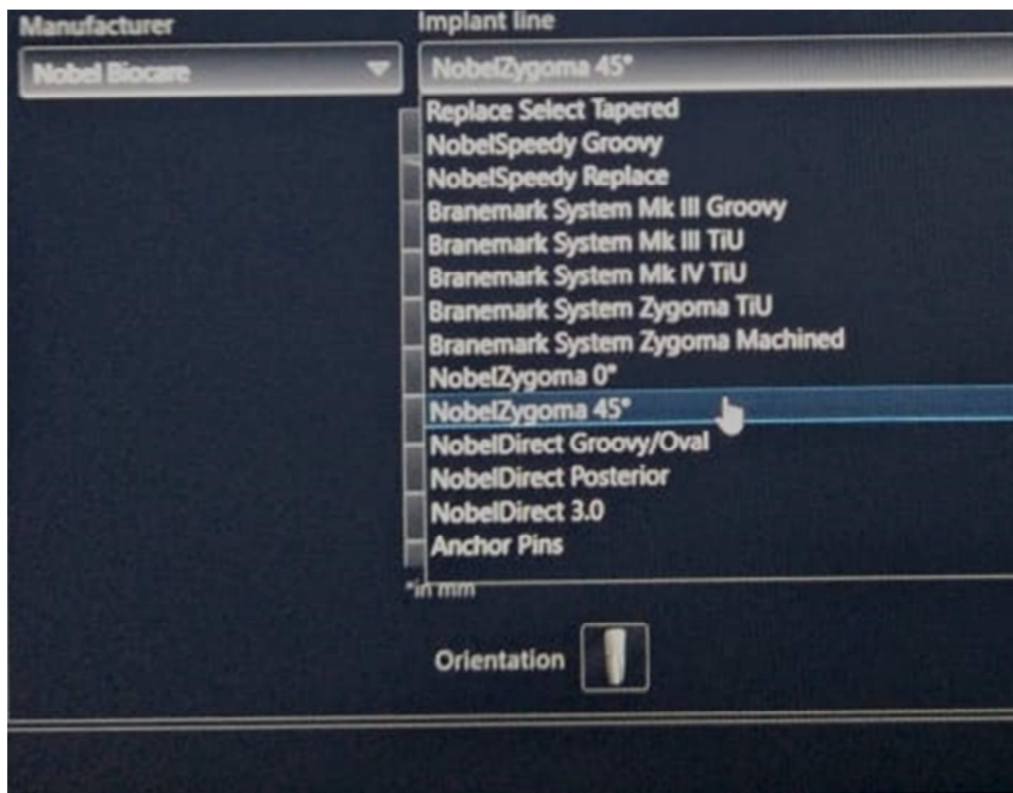 Manufacturer
Implant line
Nobel Biocare
NobelZygoma 45°
Replace Select Tapered
NobelSpeedy Groovy
NobelSpeedy Replace
Branemark System Mk III Groovy
Branemark System Mk III TiU
Branemark System Mk IV TiU
Branemark System Zygoma TiU
Branemark System Zygoma Machined
NobelZygoma 0°
NobelZygoma 45°
NobelDirect Groovy/Oval
NobelDirect Posterior
NobelDirect 3.0
Anchor Pins
*in mm
Orientation